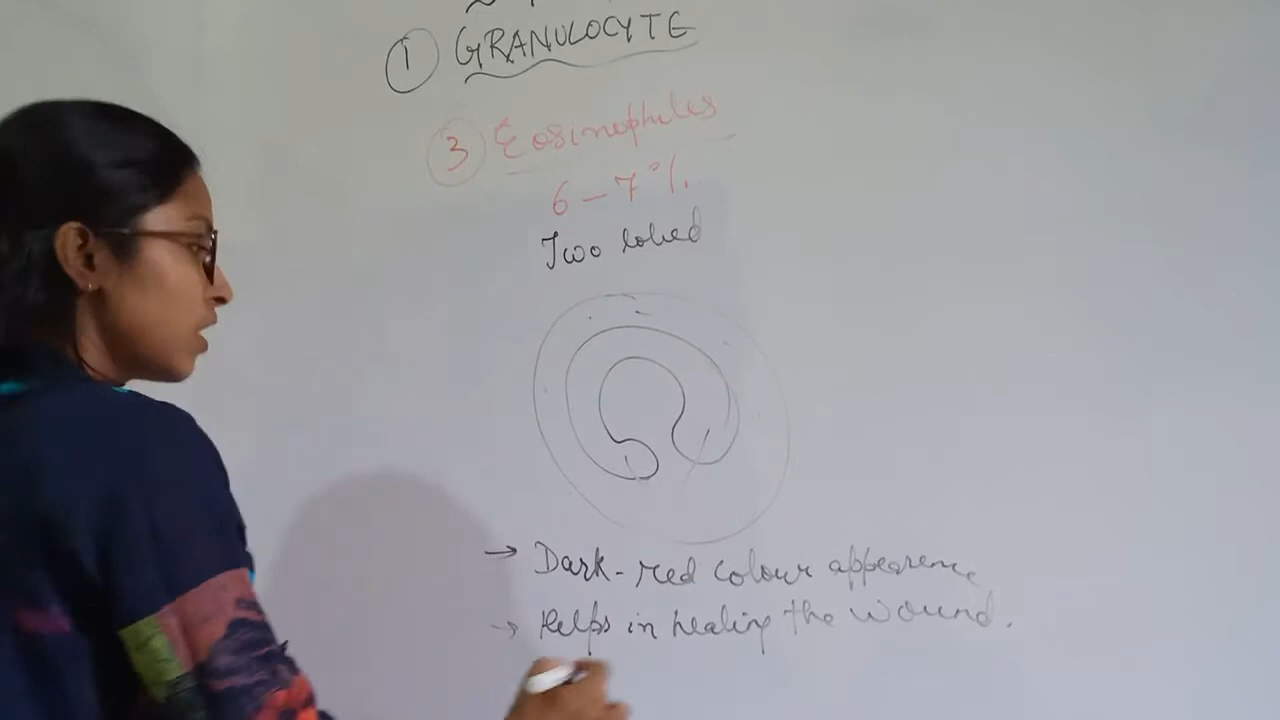 ① GRANULOCYTE
③ Eosinophiles
6-7%.
Two lobed
→ Dark-red colour appearence
→ Helps in healing the wound.